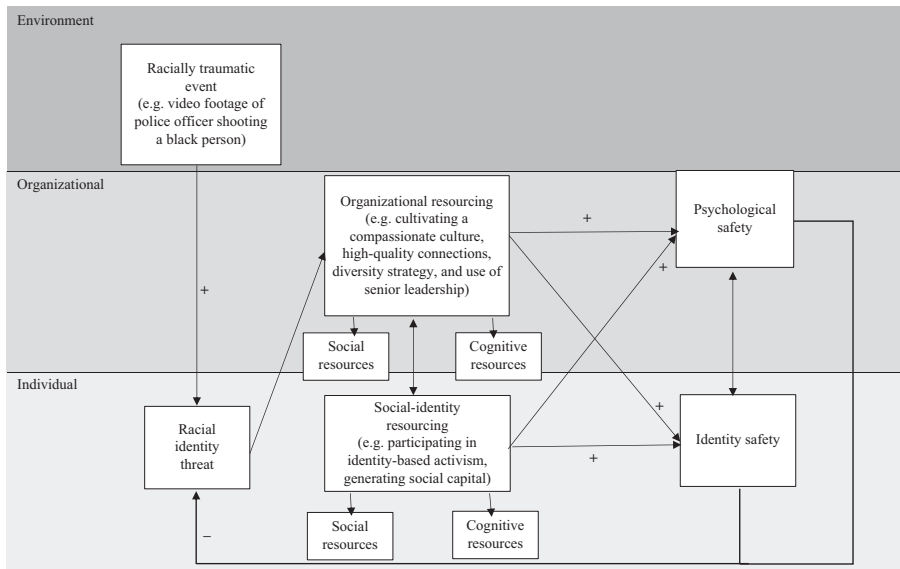 Environment
Racially traumatic
event
(e.g. video footage of
police officer shooting
a black person)
Organizational
Organizational resourcing
(e.g. cultivating a
compassionate culture,
high-quality connections,
diversity strategy, and use of
senior leadership)
+
Psychological
safety
+
+
Social
resources
Cognitive
resources
Individual
Racial
identity
threat
Social-identity
resourcing
(e.g. participating in
identity-based activism,
generating social capital)
+
+
Identity safety
Social
resources
Cognitive
resources
−